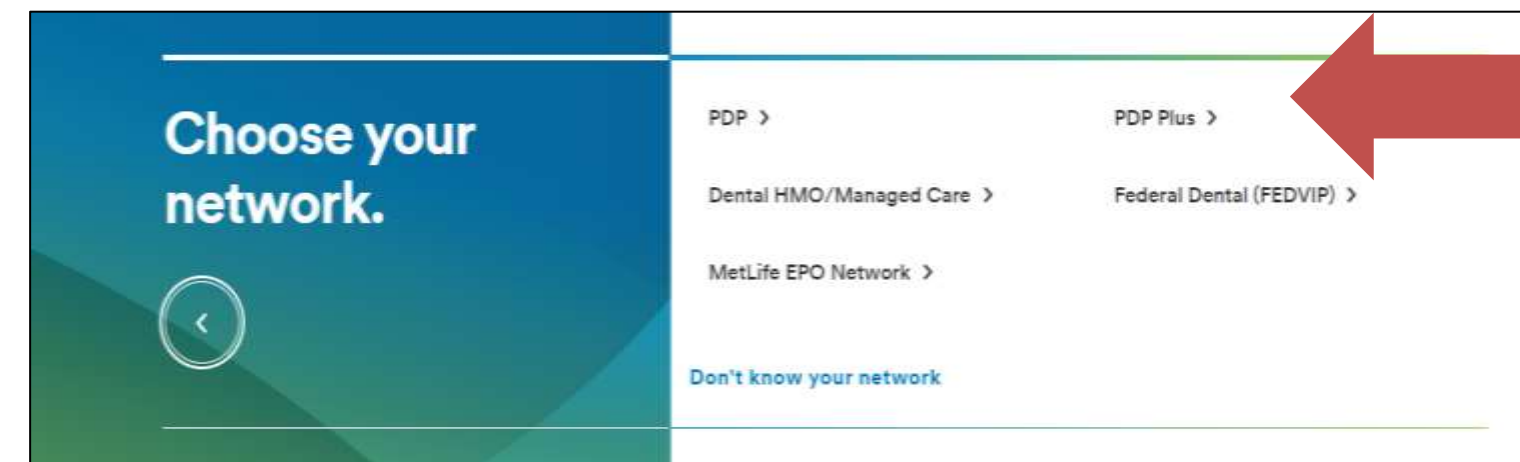 Choose your
network.
PDP >
PDP Plus >
Dental HMO/Managed Care >
Federal Dental (FEDVIP) >
MetLife EPO Network >
Don't know your network